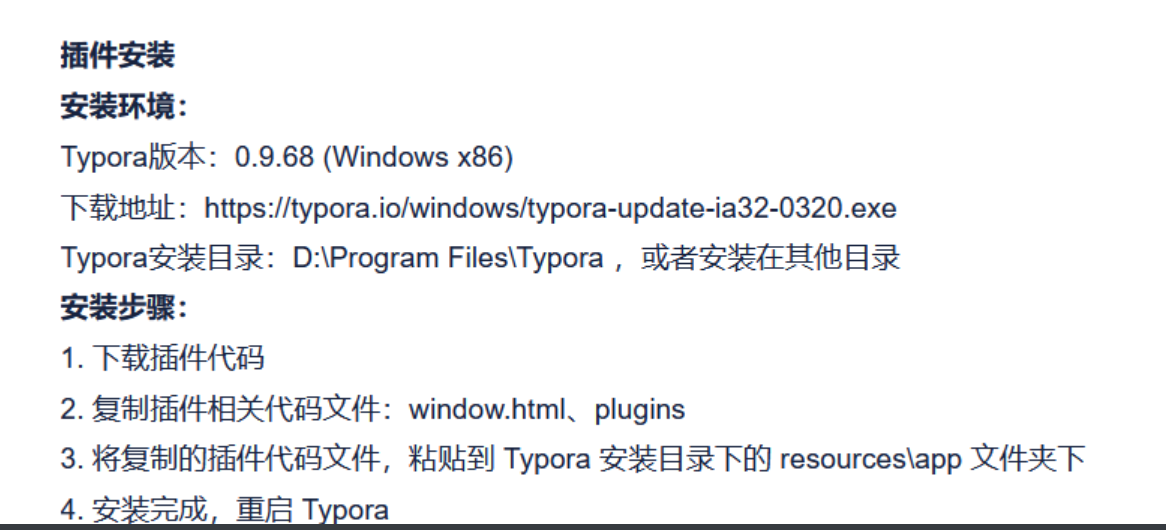 插件安装
安装环境：
Typora版本：0.9.68 (Windows x86)
下载地址：https://typora.io/windows/typora-update-ia32-0320.exe
Typora安装目录：D:\Program Files\Typora ，或者安装在其他目录
安装步骤：
1. 下载插件代码
2. 复制插件相关代码文件：window.html、plugins
3. 将复制的插件代码文件，粘贴到 Typora 安装目录下的 resources\app 文件夹下
4. 安装完成，重启 Typora